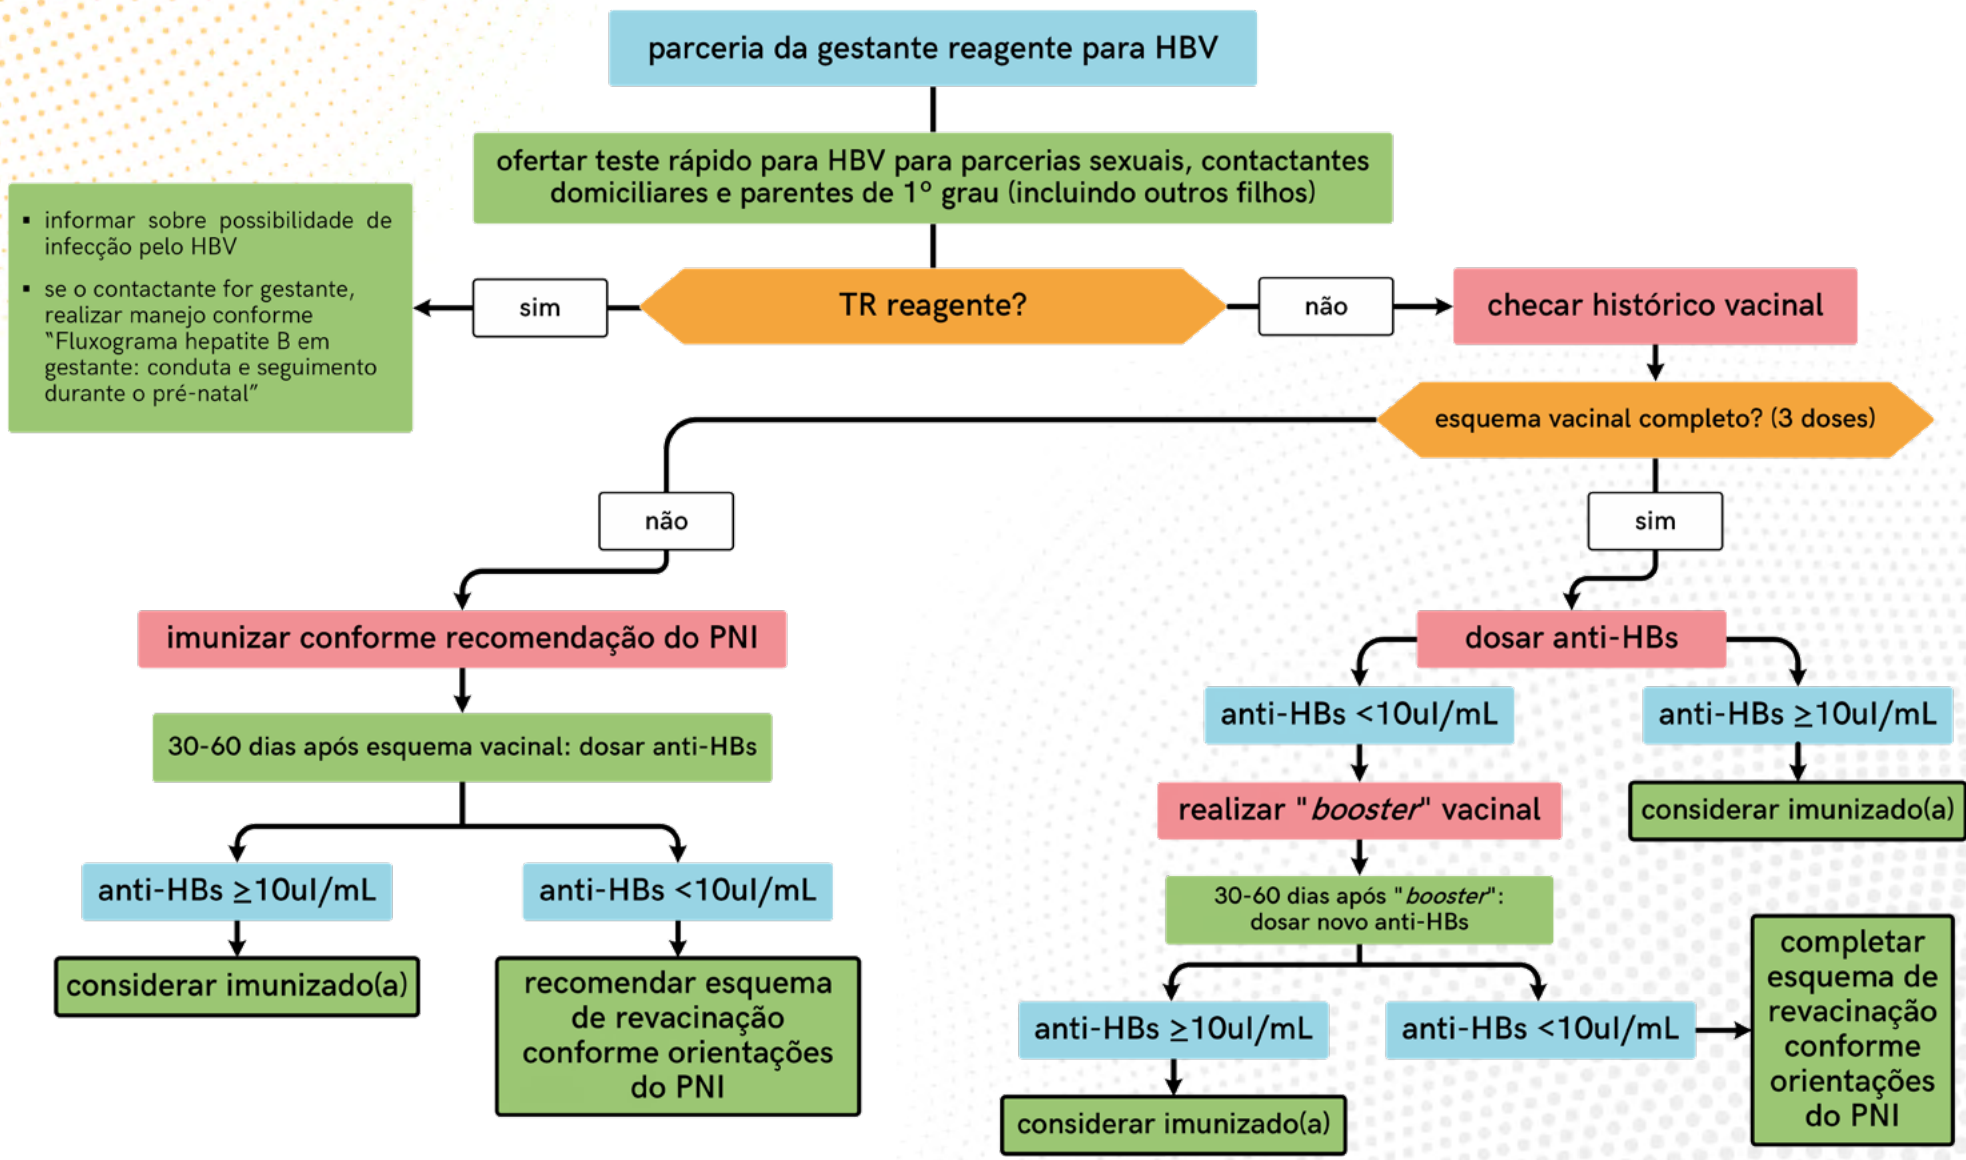 parceria da gestante reagente para HBV
ofertar teste rápido para HBV para parcerias sexuais, contactantes
domiciliares e parentes de 1º grau (incluindo outros filhos)
▪ informar sobre possibilidade de
infecção pelo HBV
▪ se o contactante for gestante,
realizar manejo conforme
“Fluxograma hepatite B em
gestante: conduta e seguimento
durante o pré-natal”
sim
TR reagente?
não
checar histórico vacinal
esquema vacinal completo? (3 doses)
não
sim
imunizar conforme recomendação do PNI
dosar anti-HBs
30-60 dias após esquema vacinal: dosar anti-HBs
anti-HBs <10uI/mL
anti-HBs ≥10uI/mL
realizar "booster" vacinal
considerar imunizado(a)
anti-HBs ≥10uI/mL
anti-HBs <10uI/mL
30-60 dias após "booster":
dosar novo anti-HBs
considerar imunizado(a)
recomendar esquema
de revacinação
conforme orientações
do PNI
anti-HBs ≥10uI/mL
anti-HBs <10uI/mL
completar
esquema de
revacinação
conforme
orientações
do PNI
considerar imunizado(a)